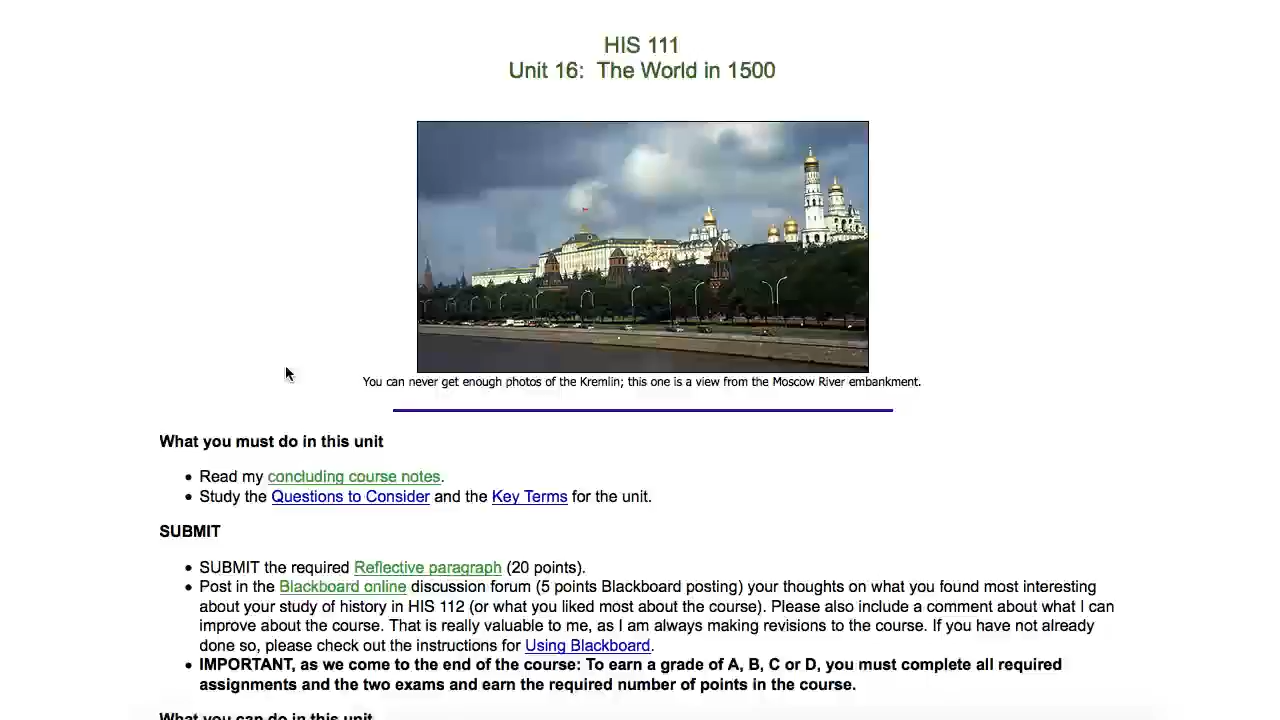 HIS 111
Unit 16:  The World in 1500
You can never get enough photos of the Kremlin; this one is a view from the Moscow River embankment.
What you must do in this unit
• Read my concluding course notes.
• Study the Questions to Consider and the Key Terms for the unit.
SUBMIT
• SUBMIT the required Reflective paragraph (20 points).
• Post in the Blackboard online discussion forum (5 points Blackboard posting) your thoughts on what you found most interesting
about your study of history in HIS 112 (or what you liked most about the course). Please also include a comment about what I can
improve about the course. That is really valuable to me, as I am always making revisions to the course. If you have not already
done so, please check out the instructions for Using Blackboard.
• IMPORTANT, as we come to the end of the course: To earn a grade of A, B, C or D, you must complete all required
assignments and the two exams and earn the required number of points in the course.
What you can do in this unit